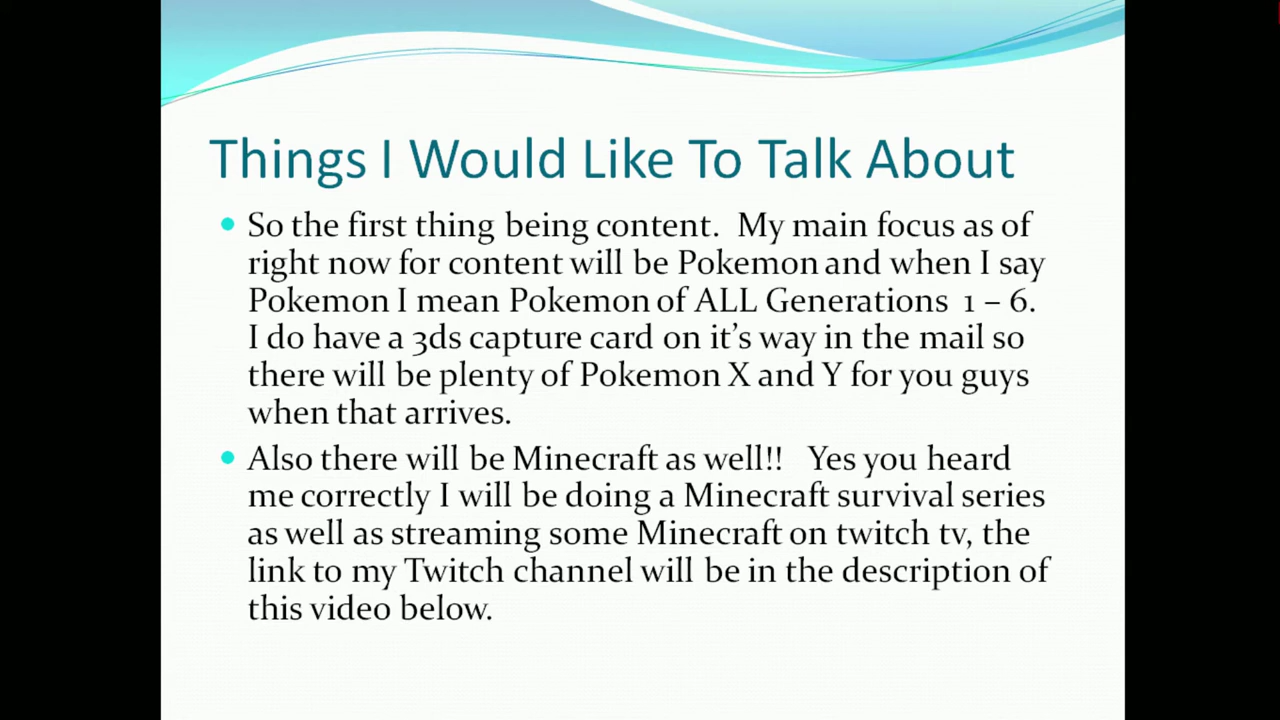 Things I Would Like To Talk About
So the first thing being content.  My main focus as of
right now for content will be Pokemon and when I say
Pokemon I mean Pokemon of ALL Generations  1 – 6.
I do have a 3ds capture card on it’s way in the mail so
there will be plenty of Pokemon X and Y for you guys
when that arrives.
Also there will be Minecraft as well!!   Yes you heard
me correctly I will be doing a Minecraft survival series
as well as streaming some Minecraft on twitch tv, the
link to my Twitch channel will be in the description of
this video below.